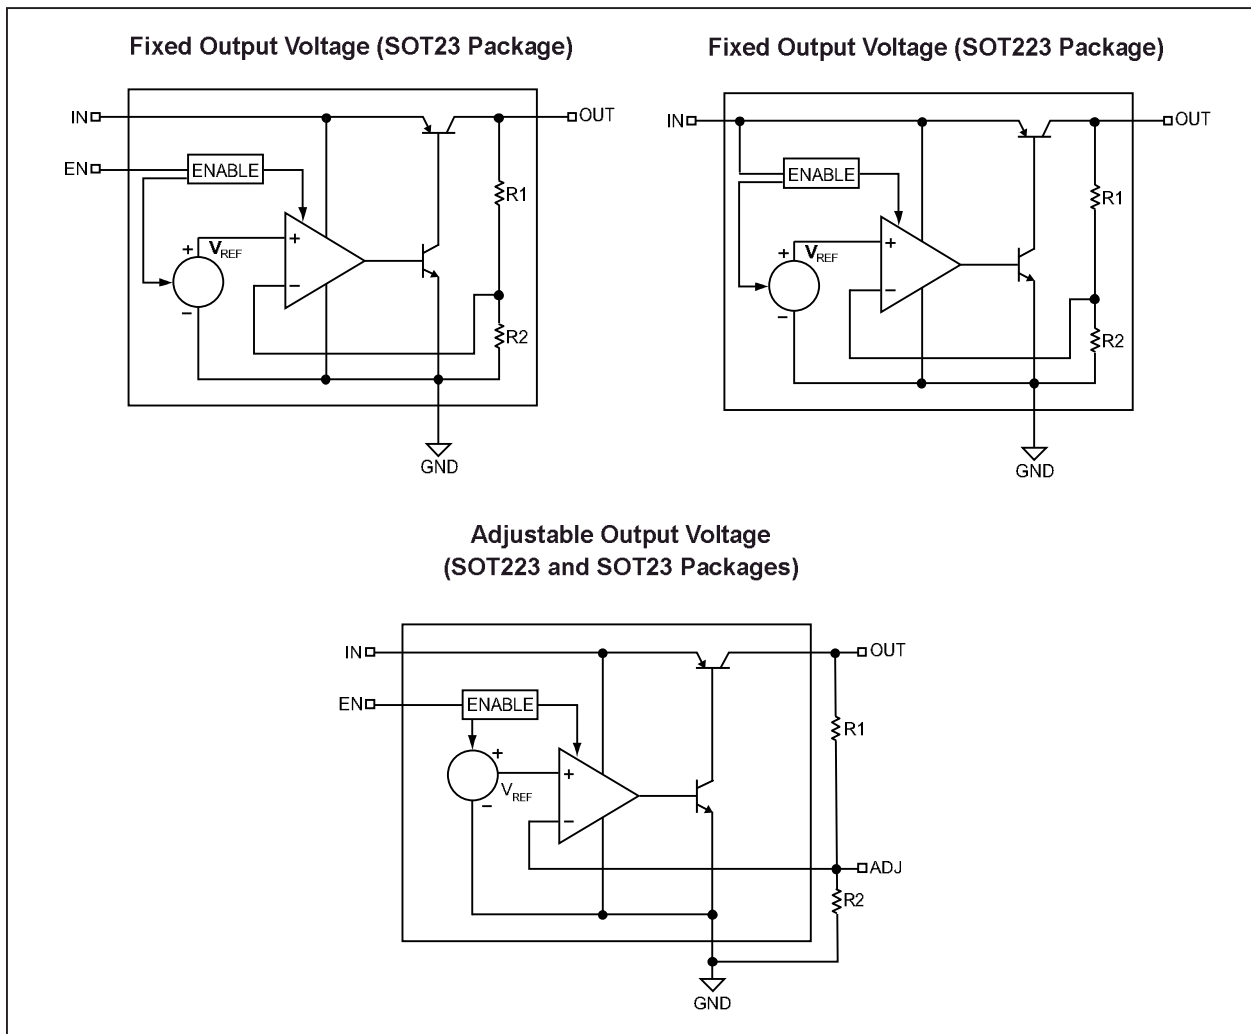 Fixed Output Voltage (SOT23 Package)
IN
OUT
EN
ENABLE
R1
+
VREF
+
−
−
R2
GND
Fixed Output Voltage (SOT223 Package)
IN
OUT
ENABLE
R1
+
VREF
+
−
−
R2
GND
Adjustable Output Voltage
(SOT223 and SOT23 Packages)
IN
OUT
EN
ENABLE
R1
+
+
VREF
−
−
ADJ
R2
GND